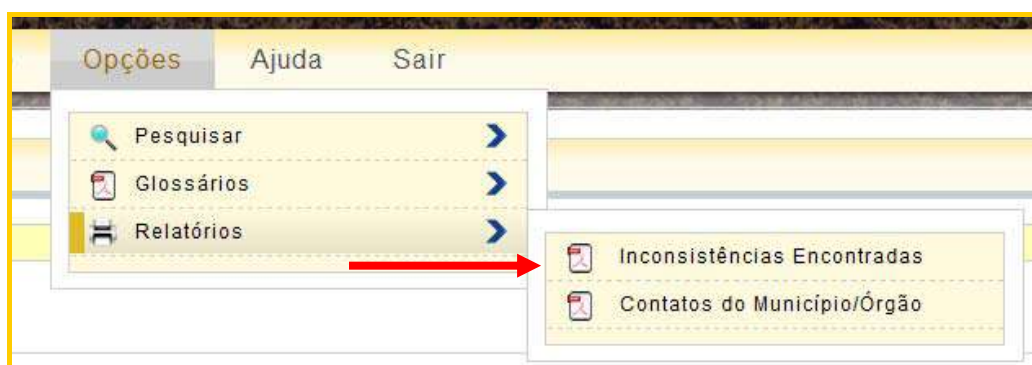 Opções Ajuda Sair
Pesquisar
Glossários
Relatórios
Inconsistências Encontradas
Contatos do Município/Órgão